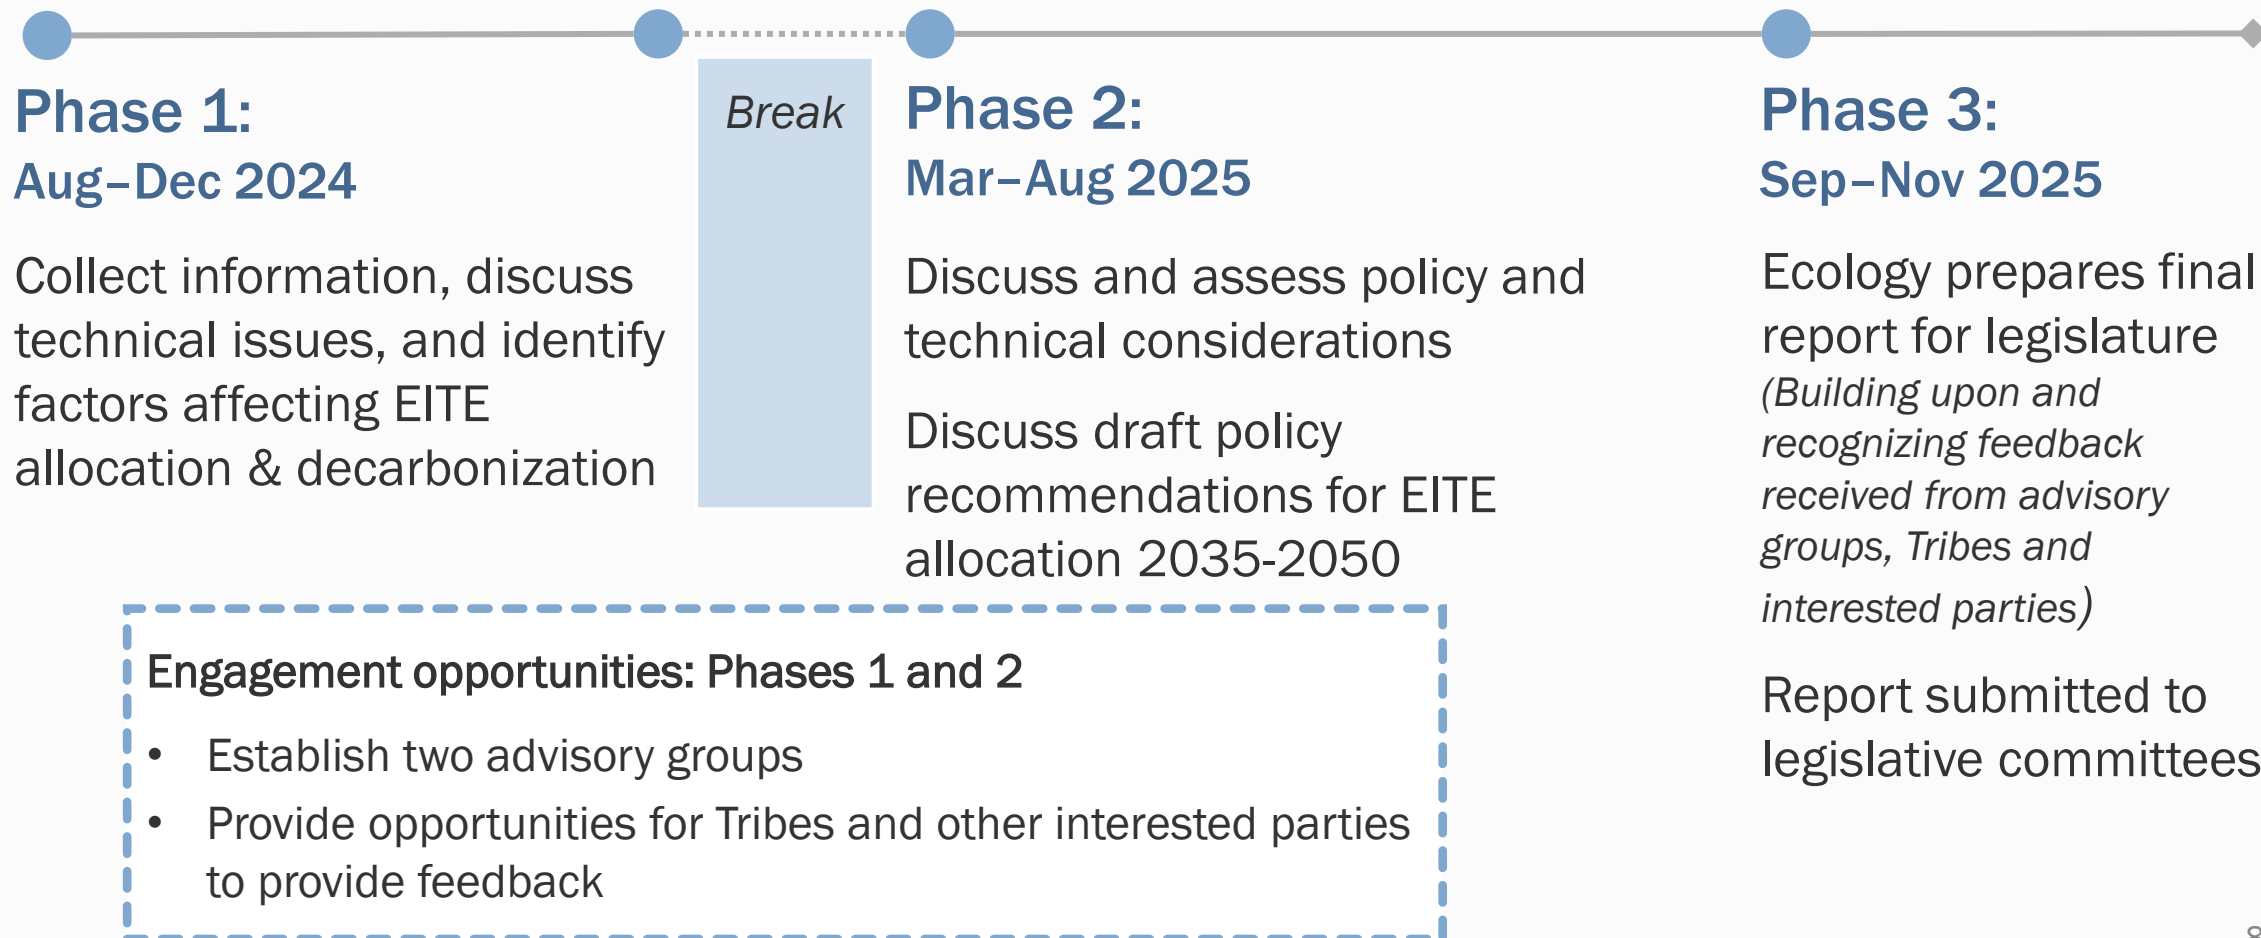 Phase 1:
Aug–Dec 2024
Collect information, discuss
technical issues, and identify
factors affecting EITE
allocation & decarbonization
Break
Phase 2:
Mar–Aug 2025
Discuss and assess policy and
technical considerations
Discuss draft policy
recommendations for EITE
allocation 2035-2050
Phase 3:
Sep–Nov 2025
Ecology prepares final
report for legislature
(Building upon and
recognizing feedback
received from advisory
groups, Tribes and
interested parties)
Report submitted to
legislative committees
Engagement opportunities: Phases 1 and 2
• Establish two advisory groups
• Provide opportunities for Tribes and other interested parties
to provide feedback